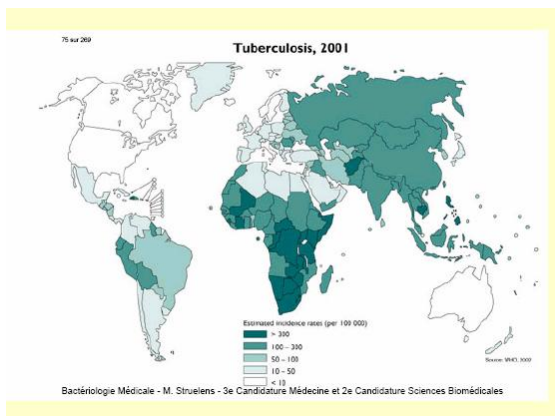 75 sur 269
Tuberculosis, 2001
Estimated incidence rates (per 100 000)
> 300
100 – 300
50 – 100
10 – 50
< 10
Source: WHO, 2002
Bactériologie Médicale - M. Struelens - 3e Candidature Médecine et 2e Candidature Sciences Biomédicales